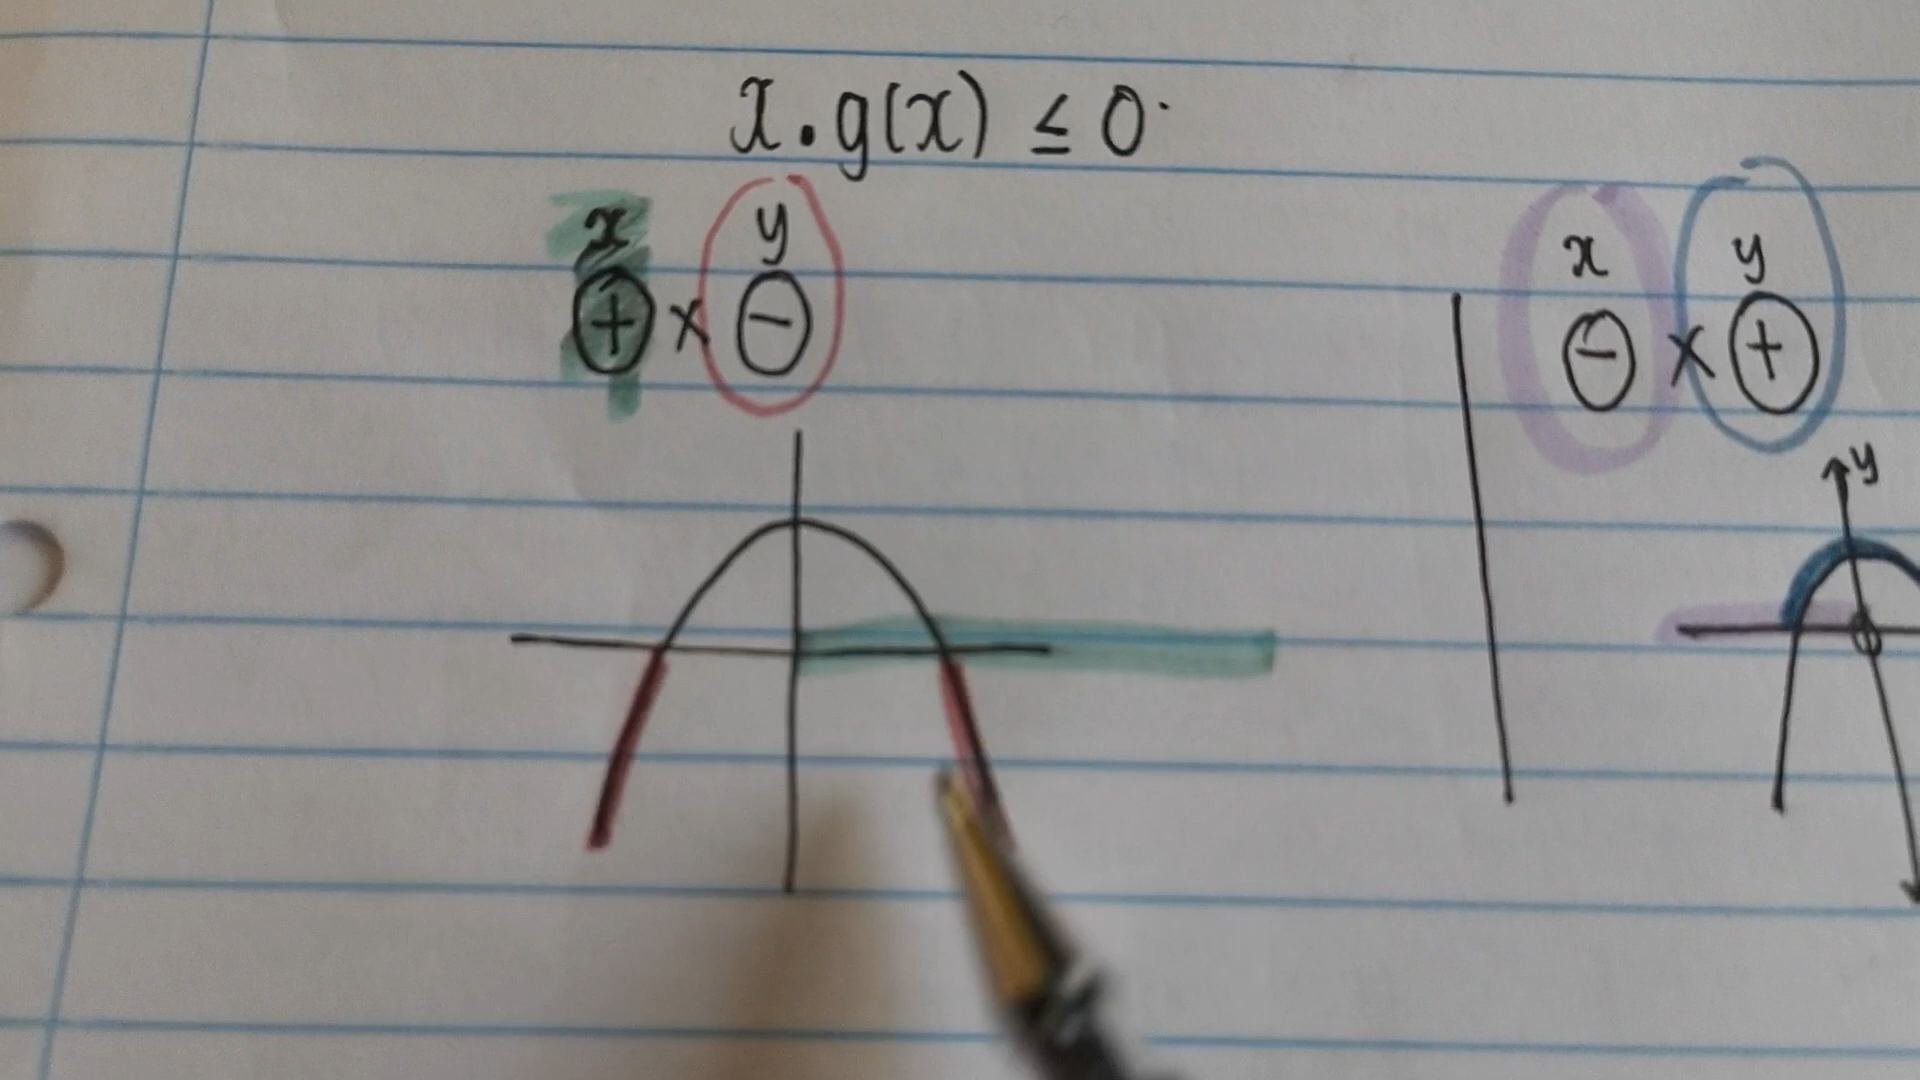 x . g(x) ≤ 0
x y
+ x −
x y
− x +
y